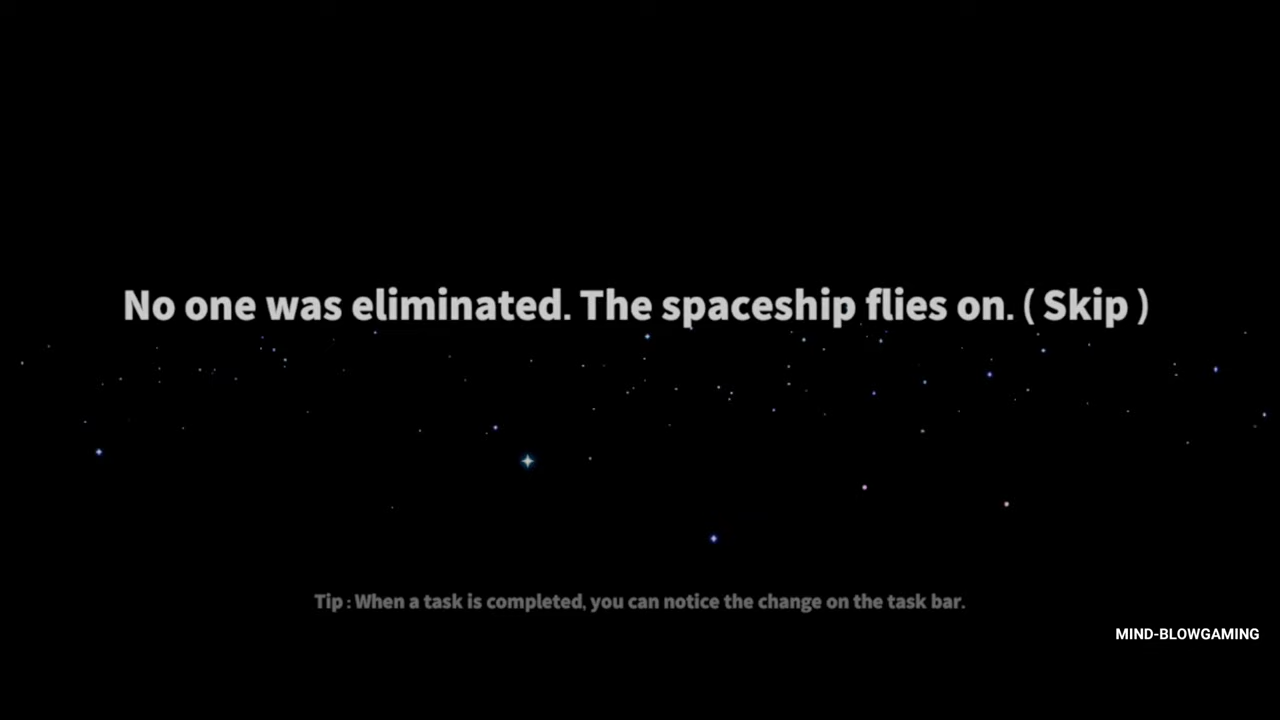 No one was eliminated. The spaceship flies on. ( Skip )
Tip : When a task is completed, you can notice the change on the task bar.
MIND-BLOWGAMING